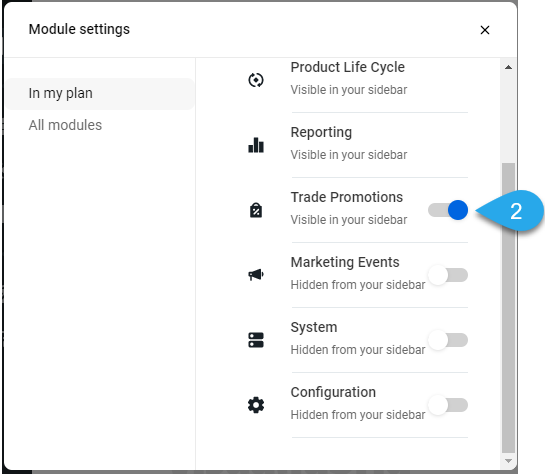 Module settings
In my plan
All modules
Product Life Cycle
Visible in your sidebar
Reporting
Visible in your sidebar
Trade Promotions
Visible in your sidebar
2
Marketing Events
Hidden from your sidebar
System
Hidden from your sidebar
Configuration
Hidden from your sidebar